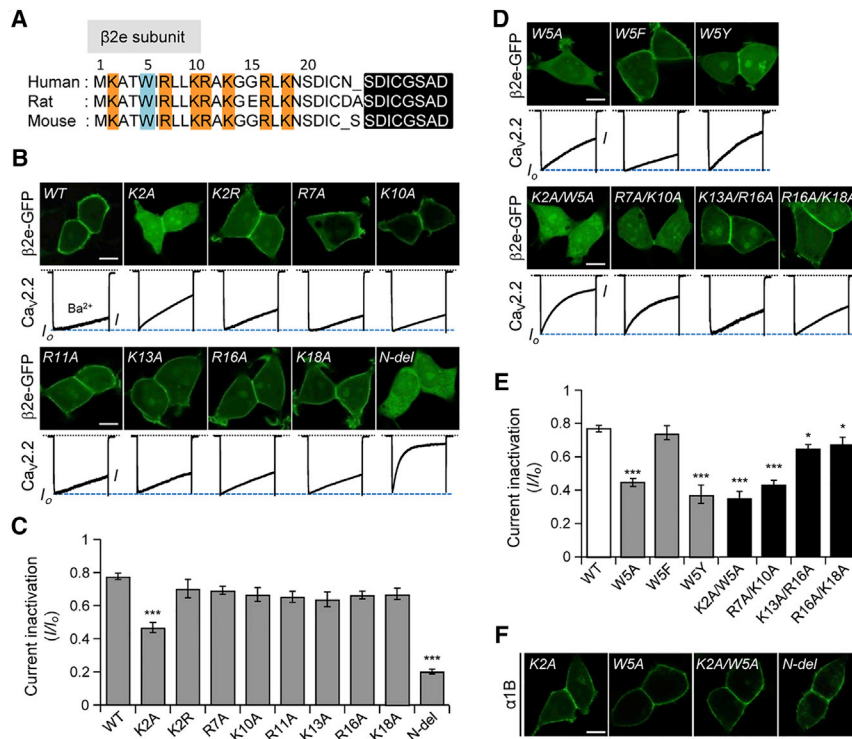 A
β2e subunit
1 5 10 15 20
Human : MKATWIRLLKRAKGGRLKNSDICN_SDICGSAD
Rat : MKATWIRLLKRAKGERLKNSDICDASDICGSAD
Mouse : MKATWIRLLKRAKGGRLKNSDIC_SSDICGSAD
B
β2e-GFP
WT K2A K2R R7A K10A
CaV2.2
Ba2+
Io I
β2e-GFP
R11A K13A R16A K18A N-del
CaV2.2
Io I
C
Current inactivation
(I/Io)
1
0.8
0.6
0.4
0.2
0
***
***
WT K2A K2R R7A K10A R11A K13A R16A K18A N-del
D
β2e-GFP
W5A W5F W5Y
CaV2.2
Io I
β2e-GFP
K2A/W5A R7A/K10A K13A/R16A R16A/K18A
CaV2.2
Io I
E
Current inactivation
(I/Io)
1
0.8
0.6
0.4
0.2
0
*** *** *** *** * *
WT W5A W5F W5Y K2A/W5A R7A/K10A K13A/R16A R16A/K18A
F
α1B
K2A W5A K2A/W5A N-del